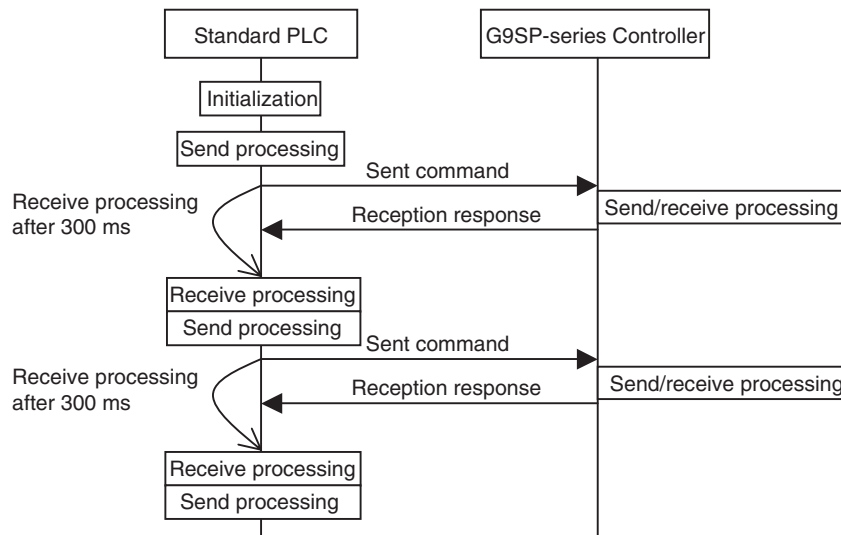 Standard PLC
G9SP-series Controller
Initialization
Send processing
Sent command
Receive processing
after 300 ms
Send/receive processing
Reception response
Receive processing
Send processing
Sent command
Receive processing
after 300 ms
Send/receive processing
Reception response
Receive processing
Send processing